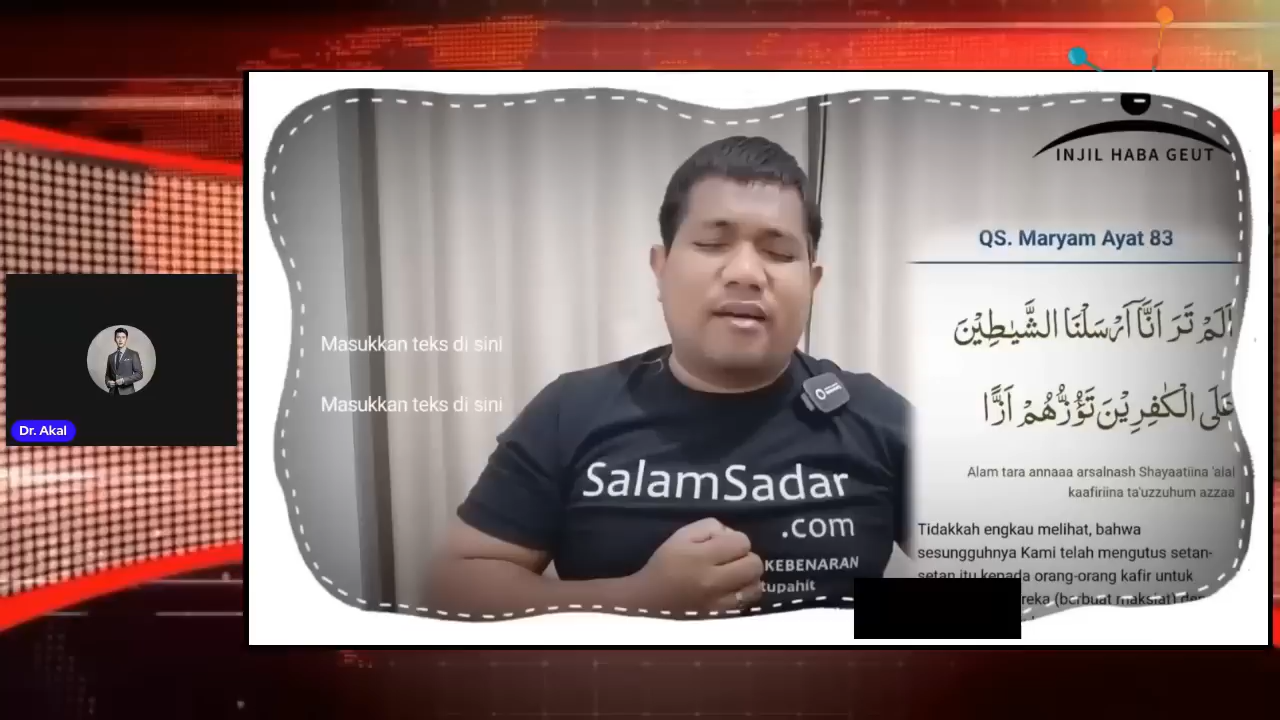 INJIL HABA GEUT
QS. Maryam Ayat 83
اَلَمْ تَرَ اَنَّآ اَرْسَلْنَا الشَّيٰطِيْنَ
عَلَى الْكٰفِرِيْنَ تَؤُزُّهُمْ اَزًّا
Alam tara annaaa arsalnash Shayaatiina 'alal
kaafiriina ta'uzzuhum azzaa
Tidakkah engkau melihat, bahwa
sesungguhnya Kami telah mengutus setan-
setan itu kepada orang-orang kafir untuk
(berbuat maksiat)
Masukkan teks di sini
Masukkan teks di sini
SalamSadar
.com
KEBENARAN
Dr. Akal